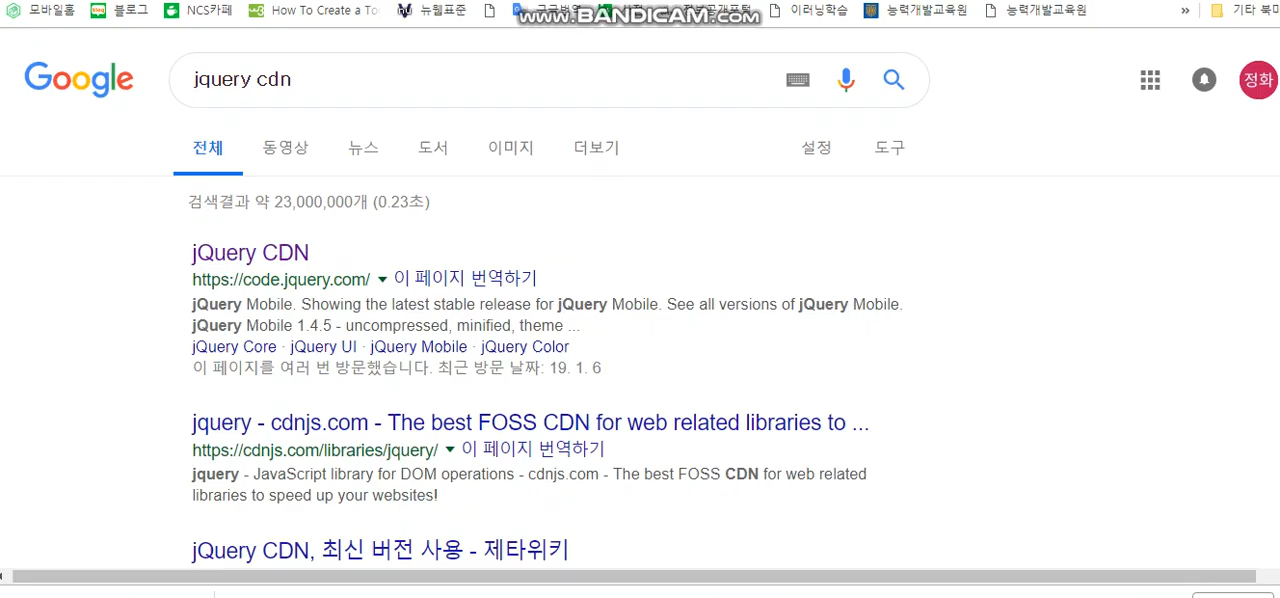 모바일홈 블로그 NCS카페 How To Create a To 뉴웹표준 이러닝학습 능력개발교육원 능력개발교육원 » 기타 북마
www.BANDICAM.com
Google jquery cdn 정화
전체 동영상 뉴스 도서 이미지 더보기 설정 도구
검색결과 약 23,000,000개 (0.23초)
jQuery CDN
https://code.jquery.com/ 이 페이지 번역하기
jQuery Mobile. Showing the latest stable release for jQuery Mobile. See all versions of jQuery Mobile.
jQuery Mobile 1.4.5 - uncompressed, minified, theme ...
jQuery Core · jQuery UI · jQuery Mobile · jQuery Color
이 페이지를 여러 번 방문했습니다. 최근 방문 날짜: 19. 1. 6
jquery - cdnjs.com - The best FOSS CDN for web related libraries to ...
https://cdnjs.com/libraries/jquery/ 이 페이지 번역하기
jquery - JavaScript library for DOM operations - cdnjs.com - The best FOSS CDN for web related
libraries to speed up your websites!
jQuery CDN, 최신 버전 사용 - 제타위키